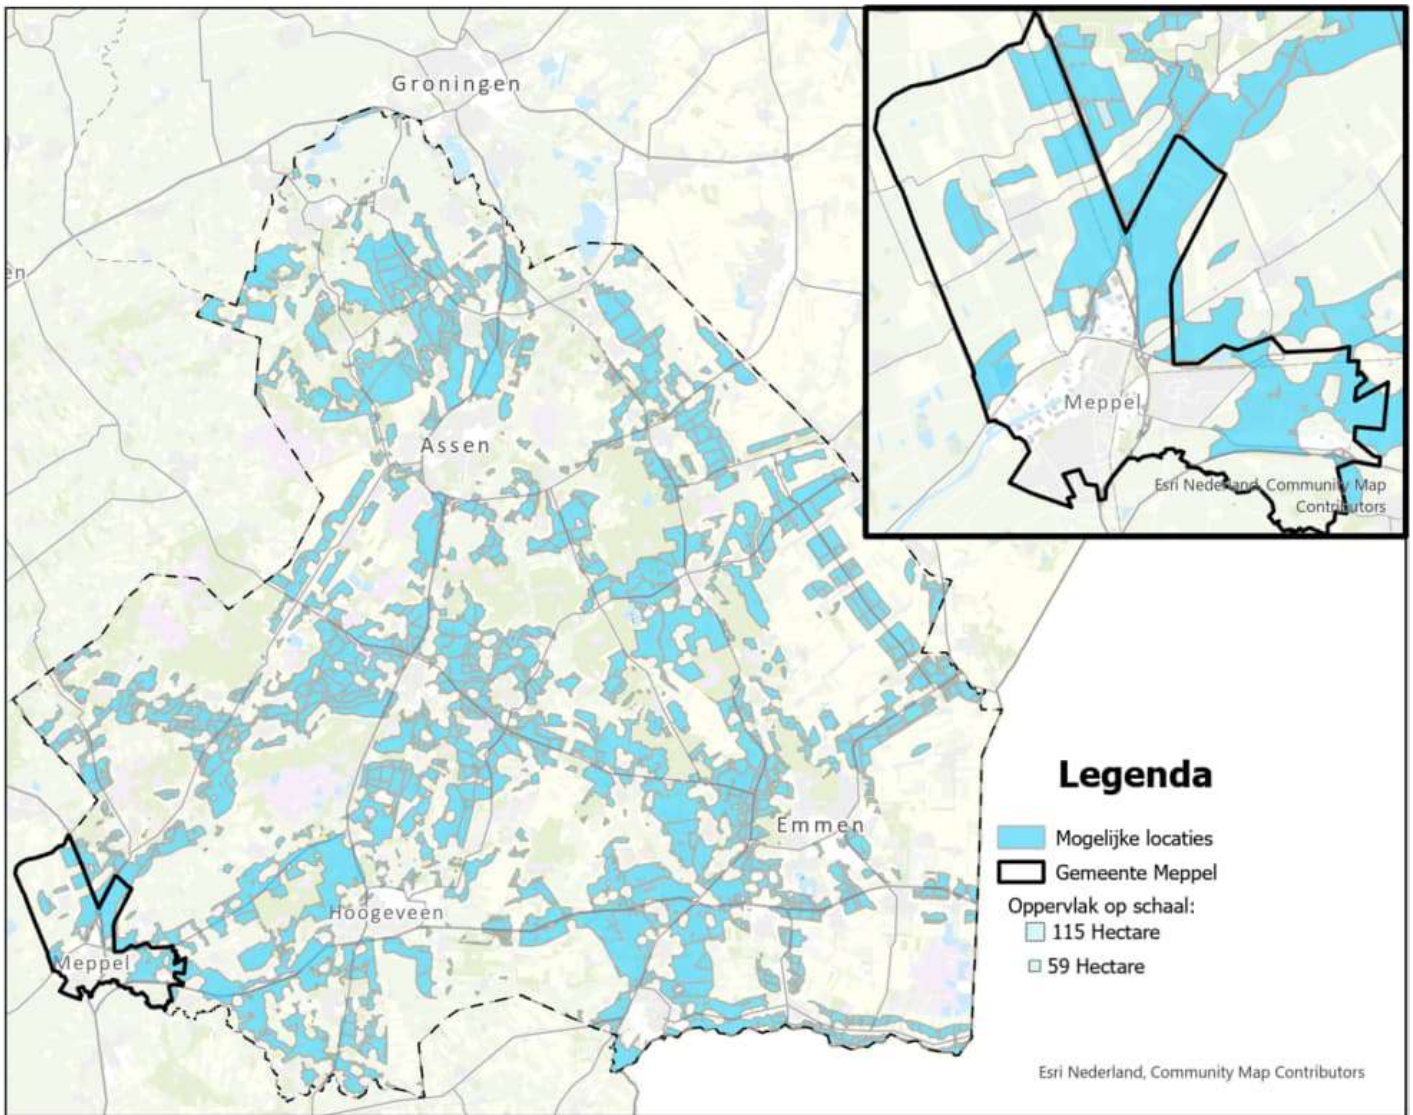 Groningen
en
Assen
Emmen
Hoogeveen
Meppel
Meppel
Esri Nederland, Community Map
Contributors
Legenda
Mogelijke locaties
Gemeente Meppel
Oppervlak op schaal:
115 Hectare
59 Hectare
Esri Nederland, Community Map Contributors